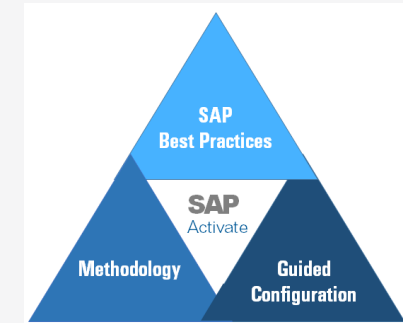 SAP
Best Practices
SAP
Activate
Methodology
Guided
Configuration